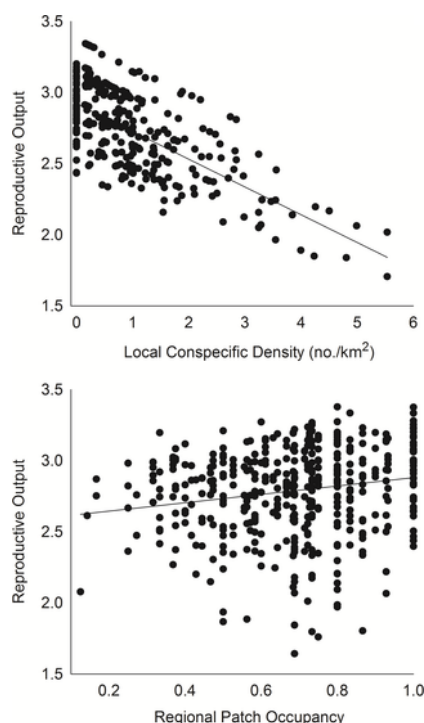 3.5
3.0
2.5
2.0
1.5
Reproductive Output
0 1 2 3 4 5 6
Local Conspecific Density (no./km²)
3.5
3.0
2.5
2.0
1.5
Reproductive Output
0.2 0.4 0.6 0.8 1.0
Regional Patch Occupancy